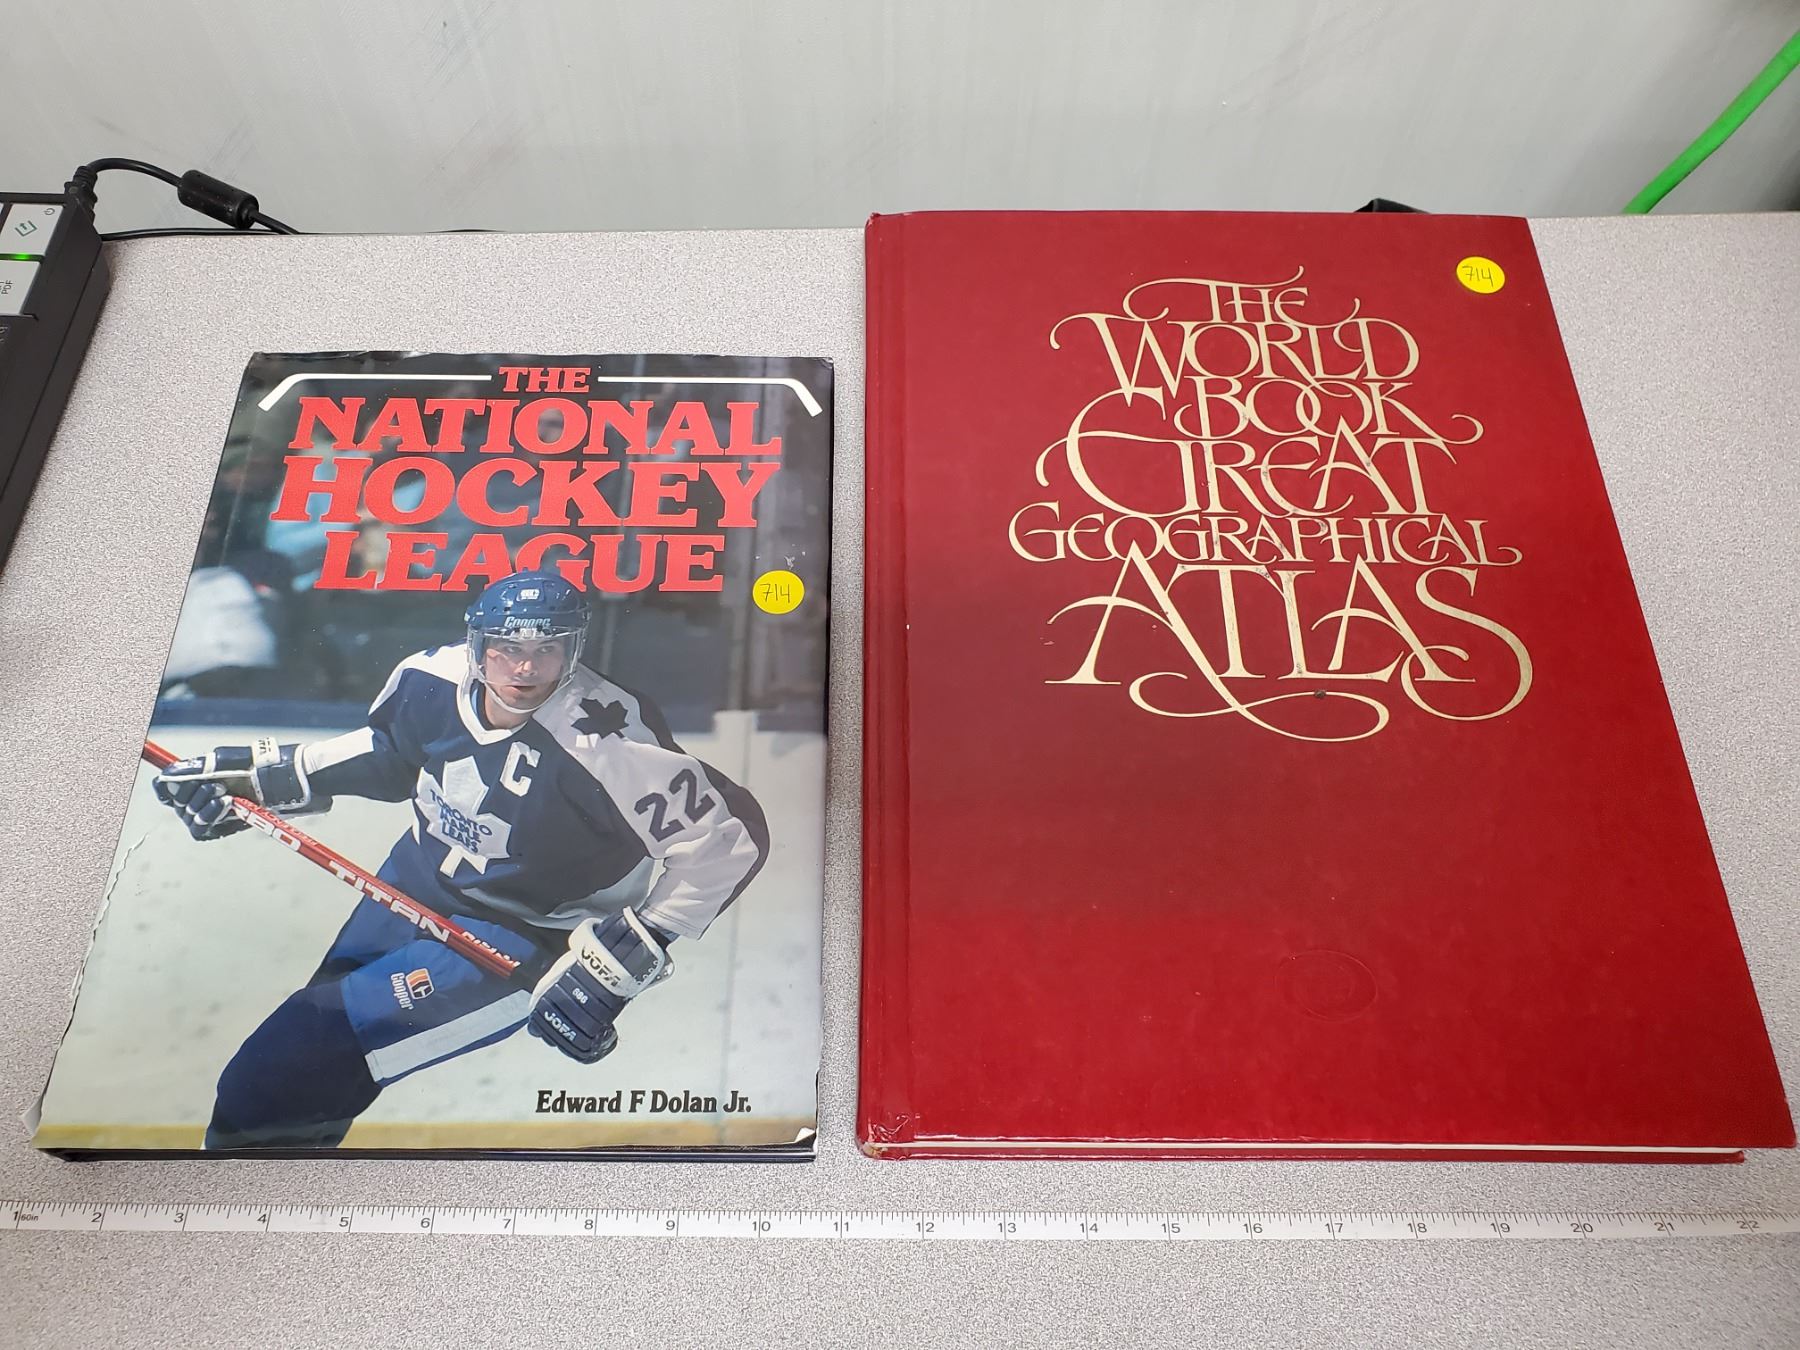 PDF
THE
NATIONAL
HOCKEY
LEAGUE
714
Cooper
C
22
TORONTO
MAPLE
LEAFS
TITAN
Cooper
JOFA
JOFA
Edward F Dolan Jr.
714
THE
WORLD
BOOK
GREAT
GEOGRAPHICAL
ATLAS
1 60in 2 3 4 5 6 7 8 9 10 11 12 13 14 15 16 17 18 19 20 21 22